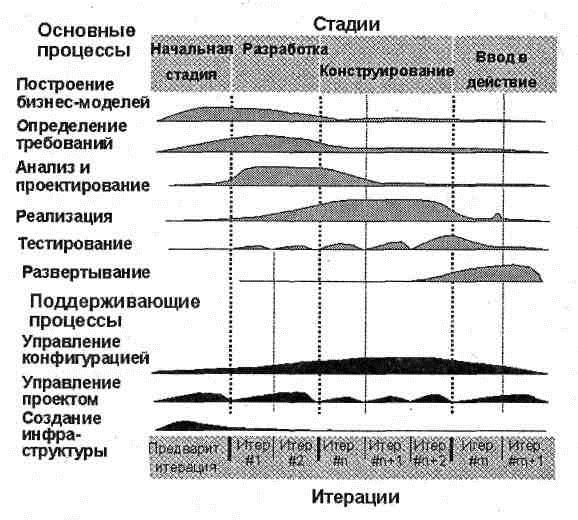 Стадии
Основные
процессы
Начальная
стадия
Разработка
Конструирование
Ввод в
действие
Построение
бизнес-моделей
Определение
требований
Анализ и
проектирование
Реализация
Тестирование
Развертывание
Поддерживающие
процессы
Управление
конфигурацией
Управление
проектом
Создание
инфра-
структуры
Предварит.
итерация
Итер
#1
Итер
#2
Итер
#n
Итер.
#n+1
Итер
#n+2
Итер
#m
Итер
#m+1
Итерации